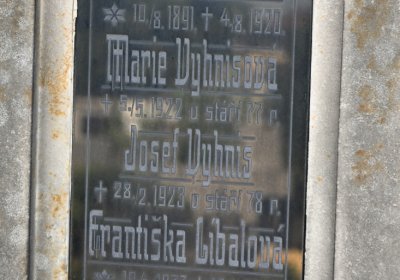 * 10.8.1891. † 4.8.1920.
Marie Vyhnisová
† 5./5. 1922 u stáří 77 r.
Josef Vyhnis
† 28./2. 1923 o stáří 78 r.
Františka Cibalová